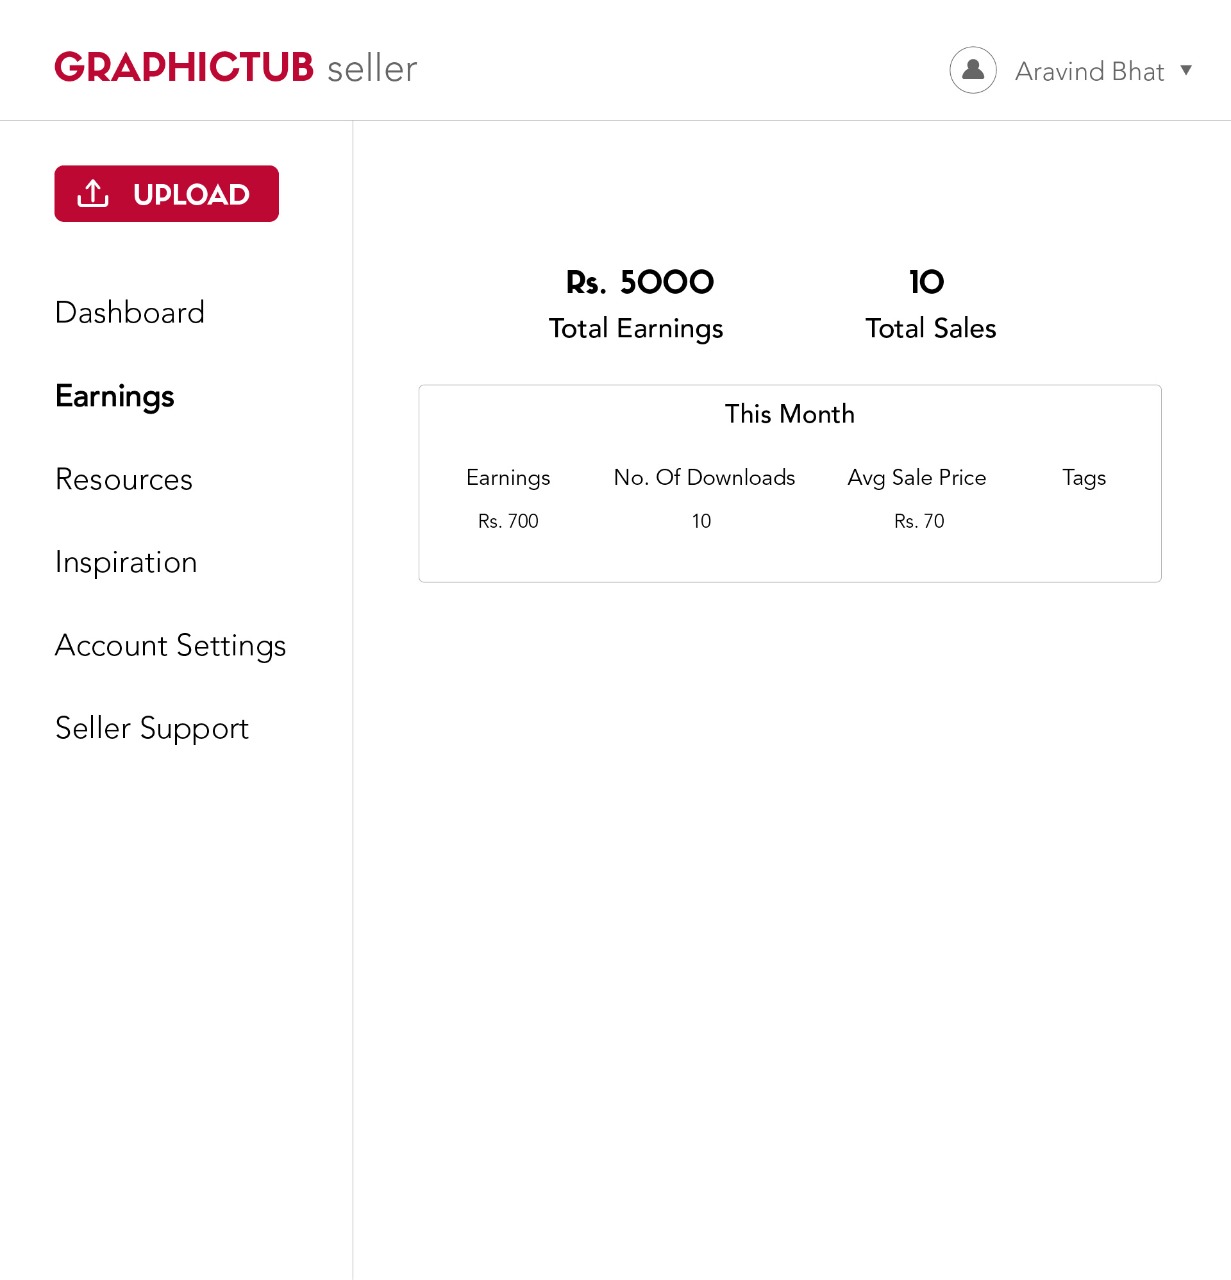 GRAPHICTUB seller
Aravind Bhat ▼
UPLOAD
Dashboard
Earnings
Resources
Inspiration
Account Settings
Seller Support
Rs. 5000
Total Earnings
10
Total Sales
This Month
Earnings No. Of Downloads Avg Sale Price Tags
Rs. 700 10 Rs. 70